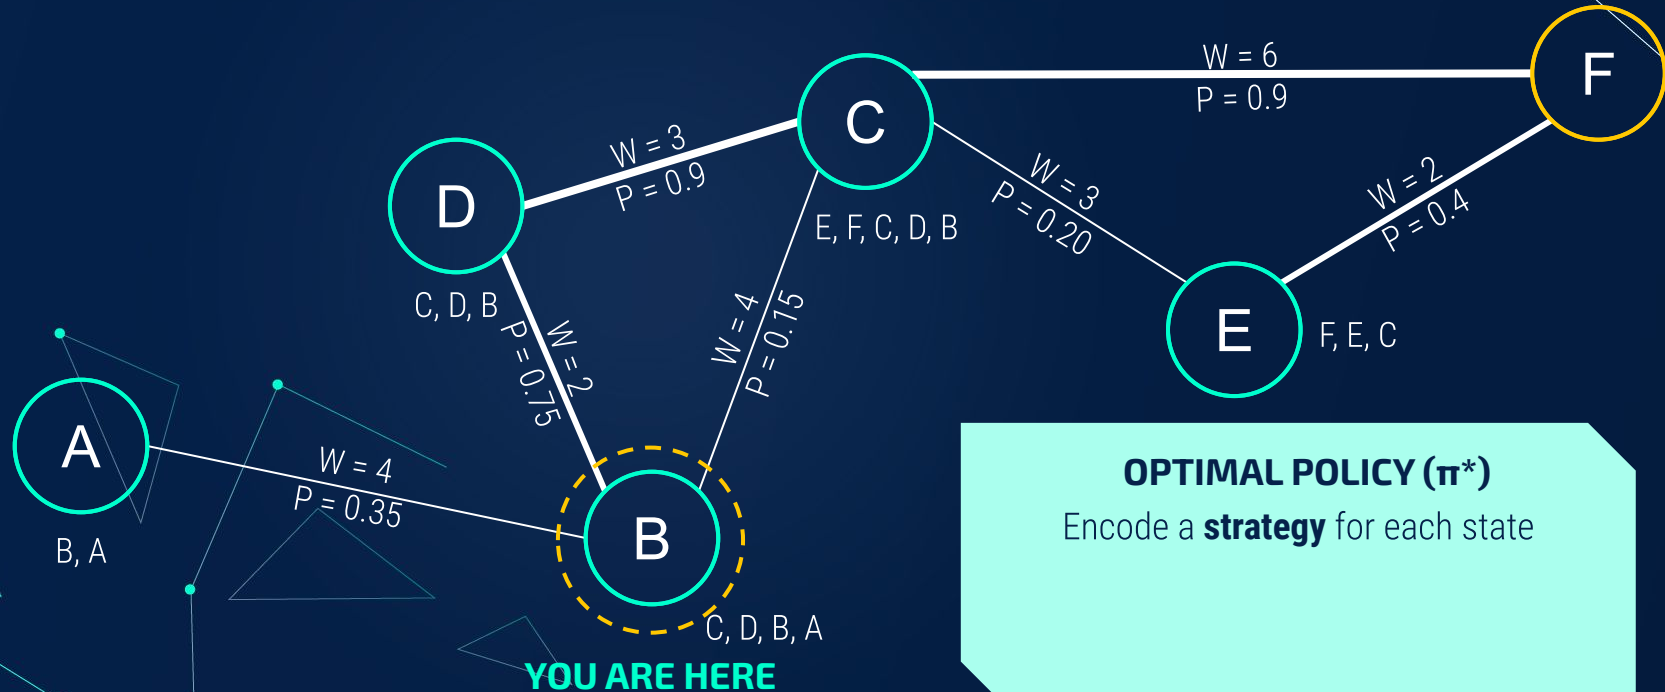 W = 6
P = 0.9
F
C
W = 3
P = 0.9
D
W = 3
P = 0.20
W = 2
P = 0.4
E, F, C, D, B
C, D, B
W = 4
P = 0.15
W = 2
P = 0.75
E
F, E, C
A
W = 4
P = 0.35
B, A
B
C, D, B, A
YOU ARE HERE
OPTIMAL POLICY (π*)
Encode a strategy for each state